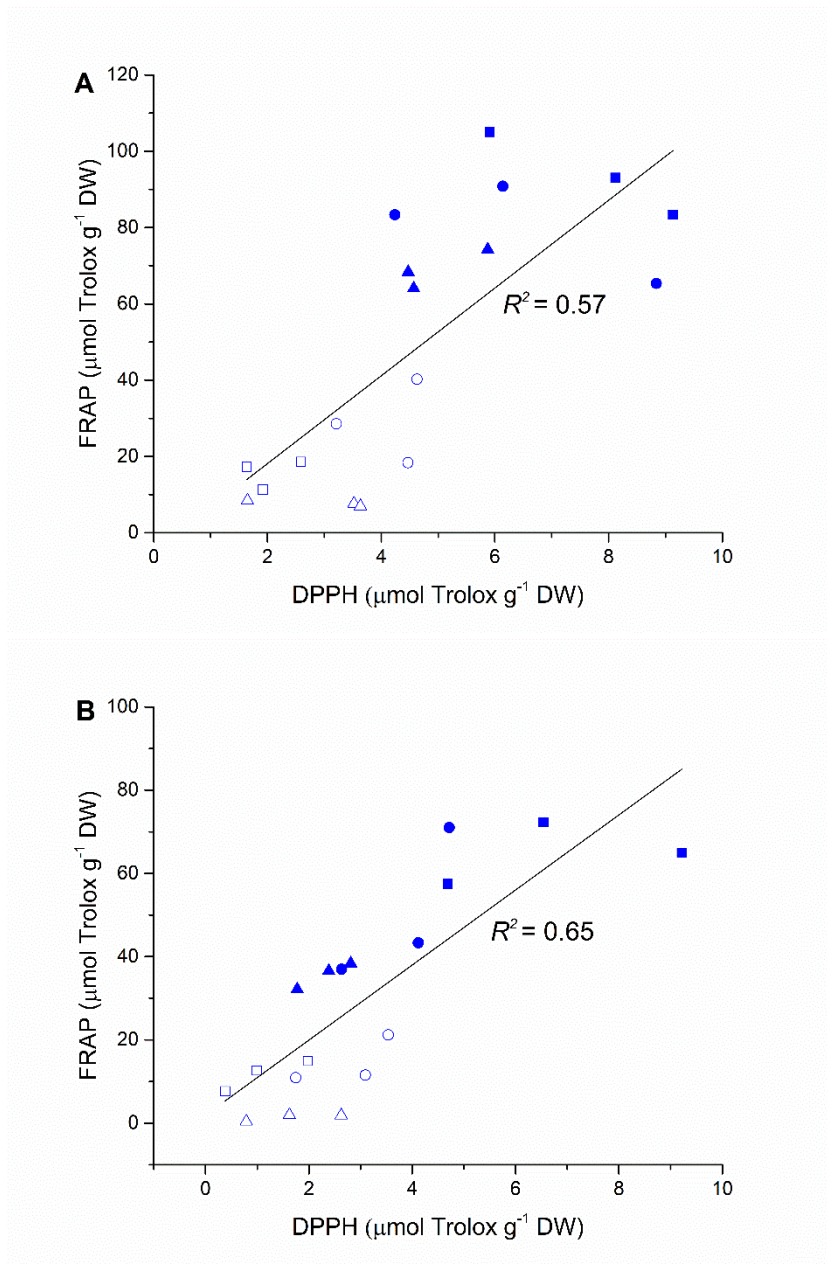 A
120
100
80
60
40
20
0
FRAP (μmol Trolox g⁻¹ DW)
R² = 0.57
0 2 4 6 8 10
DPPH (μmol Trolox g⁻¹ DW)
B
100
80
60
40
20
0
FRAP (μmol Trolox g⁻¹ DW)
R² = 0.65
0 2 4 6 8 10
DPPH (μmol Trolox g⁻¹ DW)